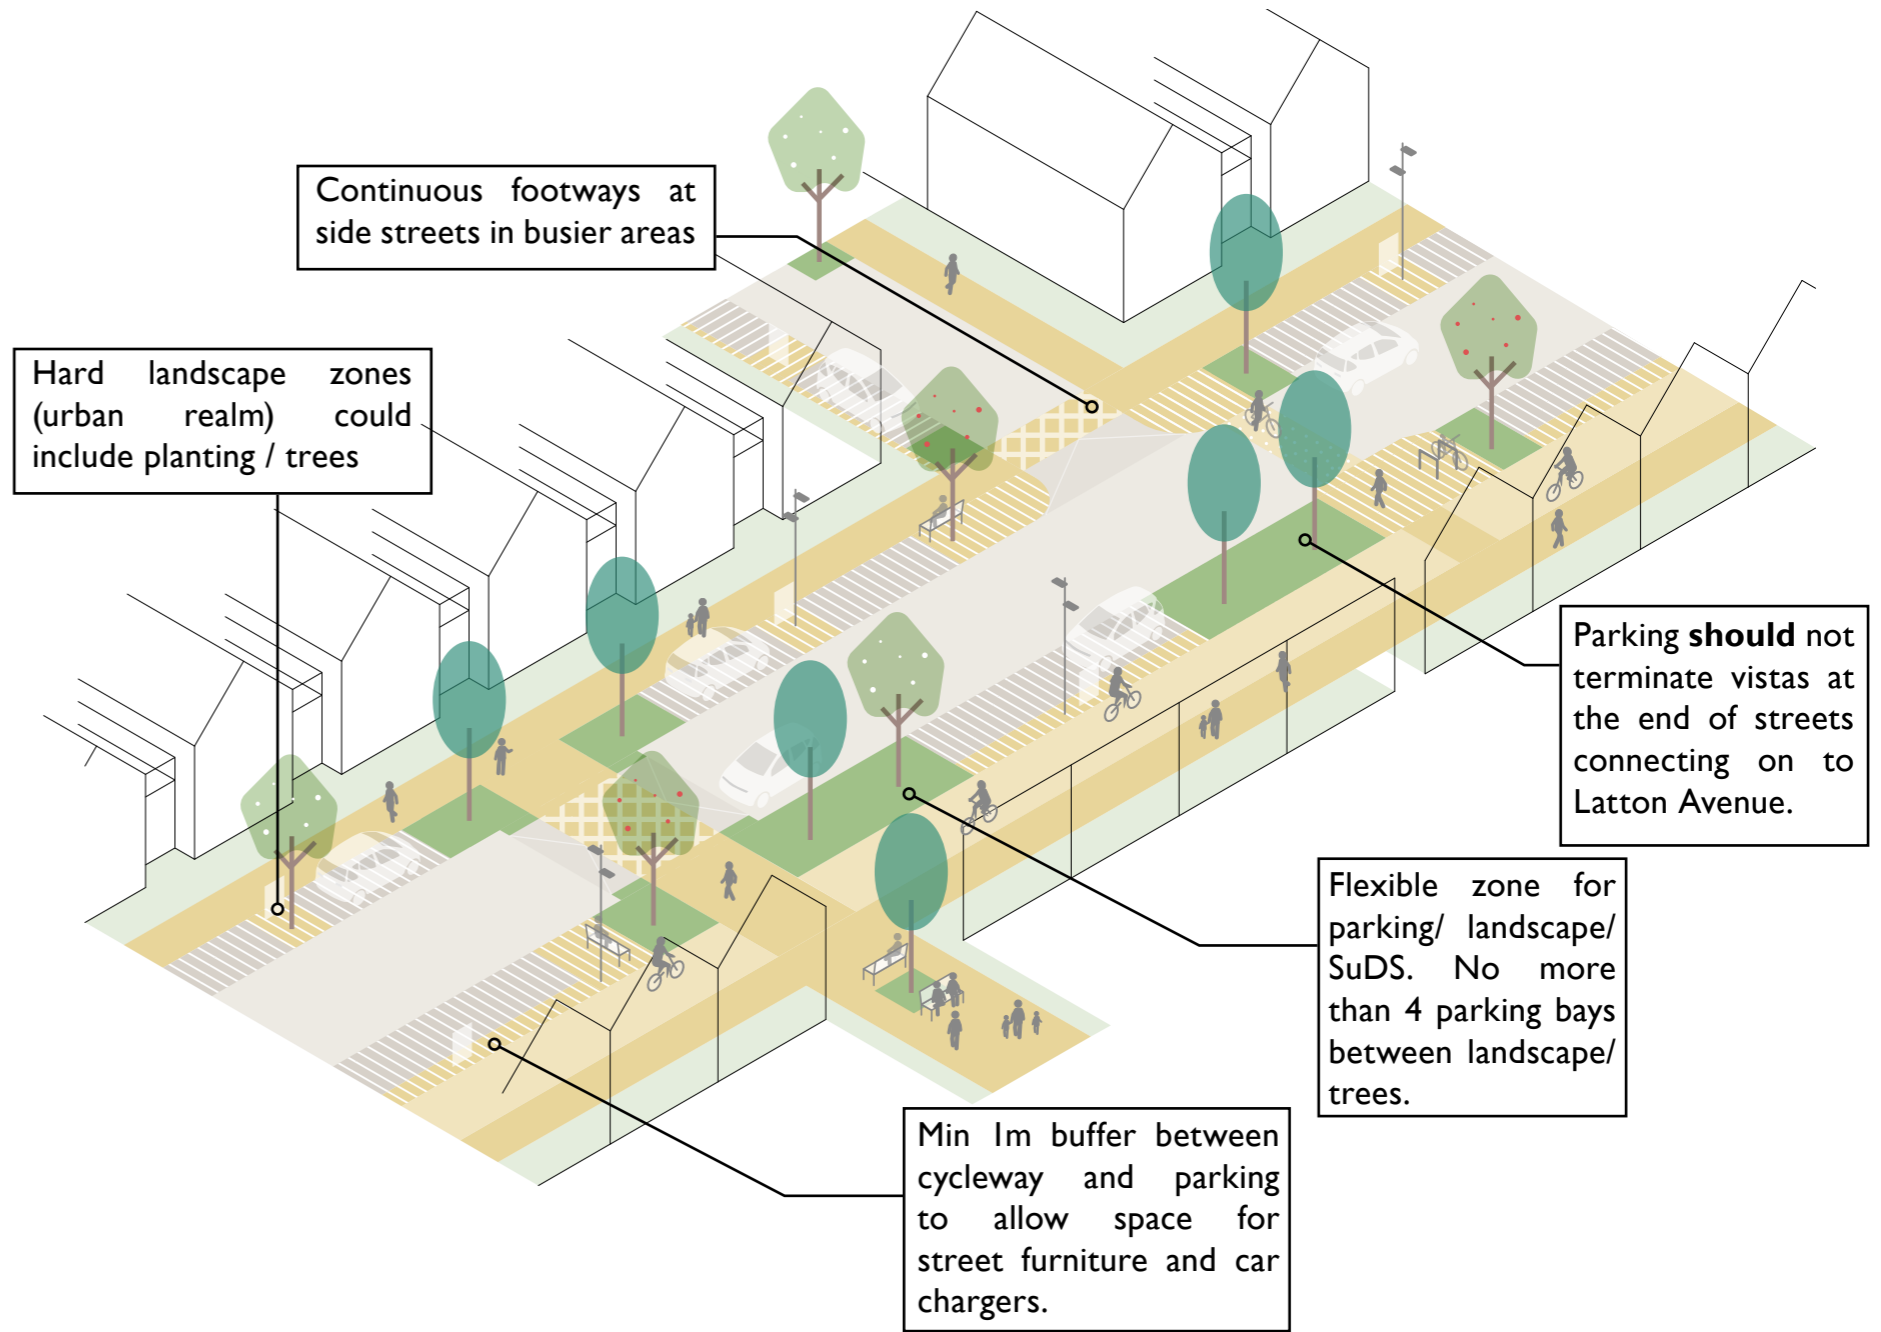 Continuous footways at
side streets in busier areas
Hard landscape zones
(urban realm) could
include planting / trees
Parking should not
terminate vistas at
the end of streets
connecting on to
Latton Avenue.
Flexible zone for
parking/ landscape/
SuDS. No more
than 4 parking bays
between landscape/
trees.
Min 1m buffer between
cycleway and parking
to allow space for
street furniture and car
chargers.